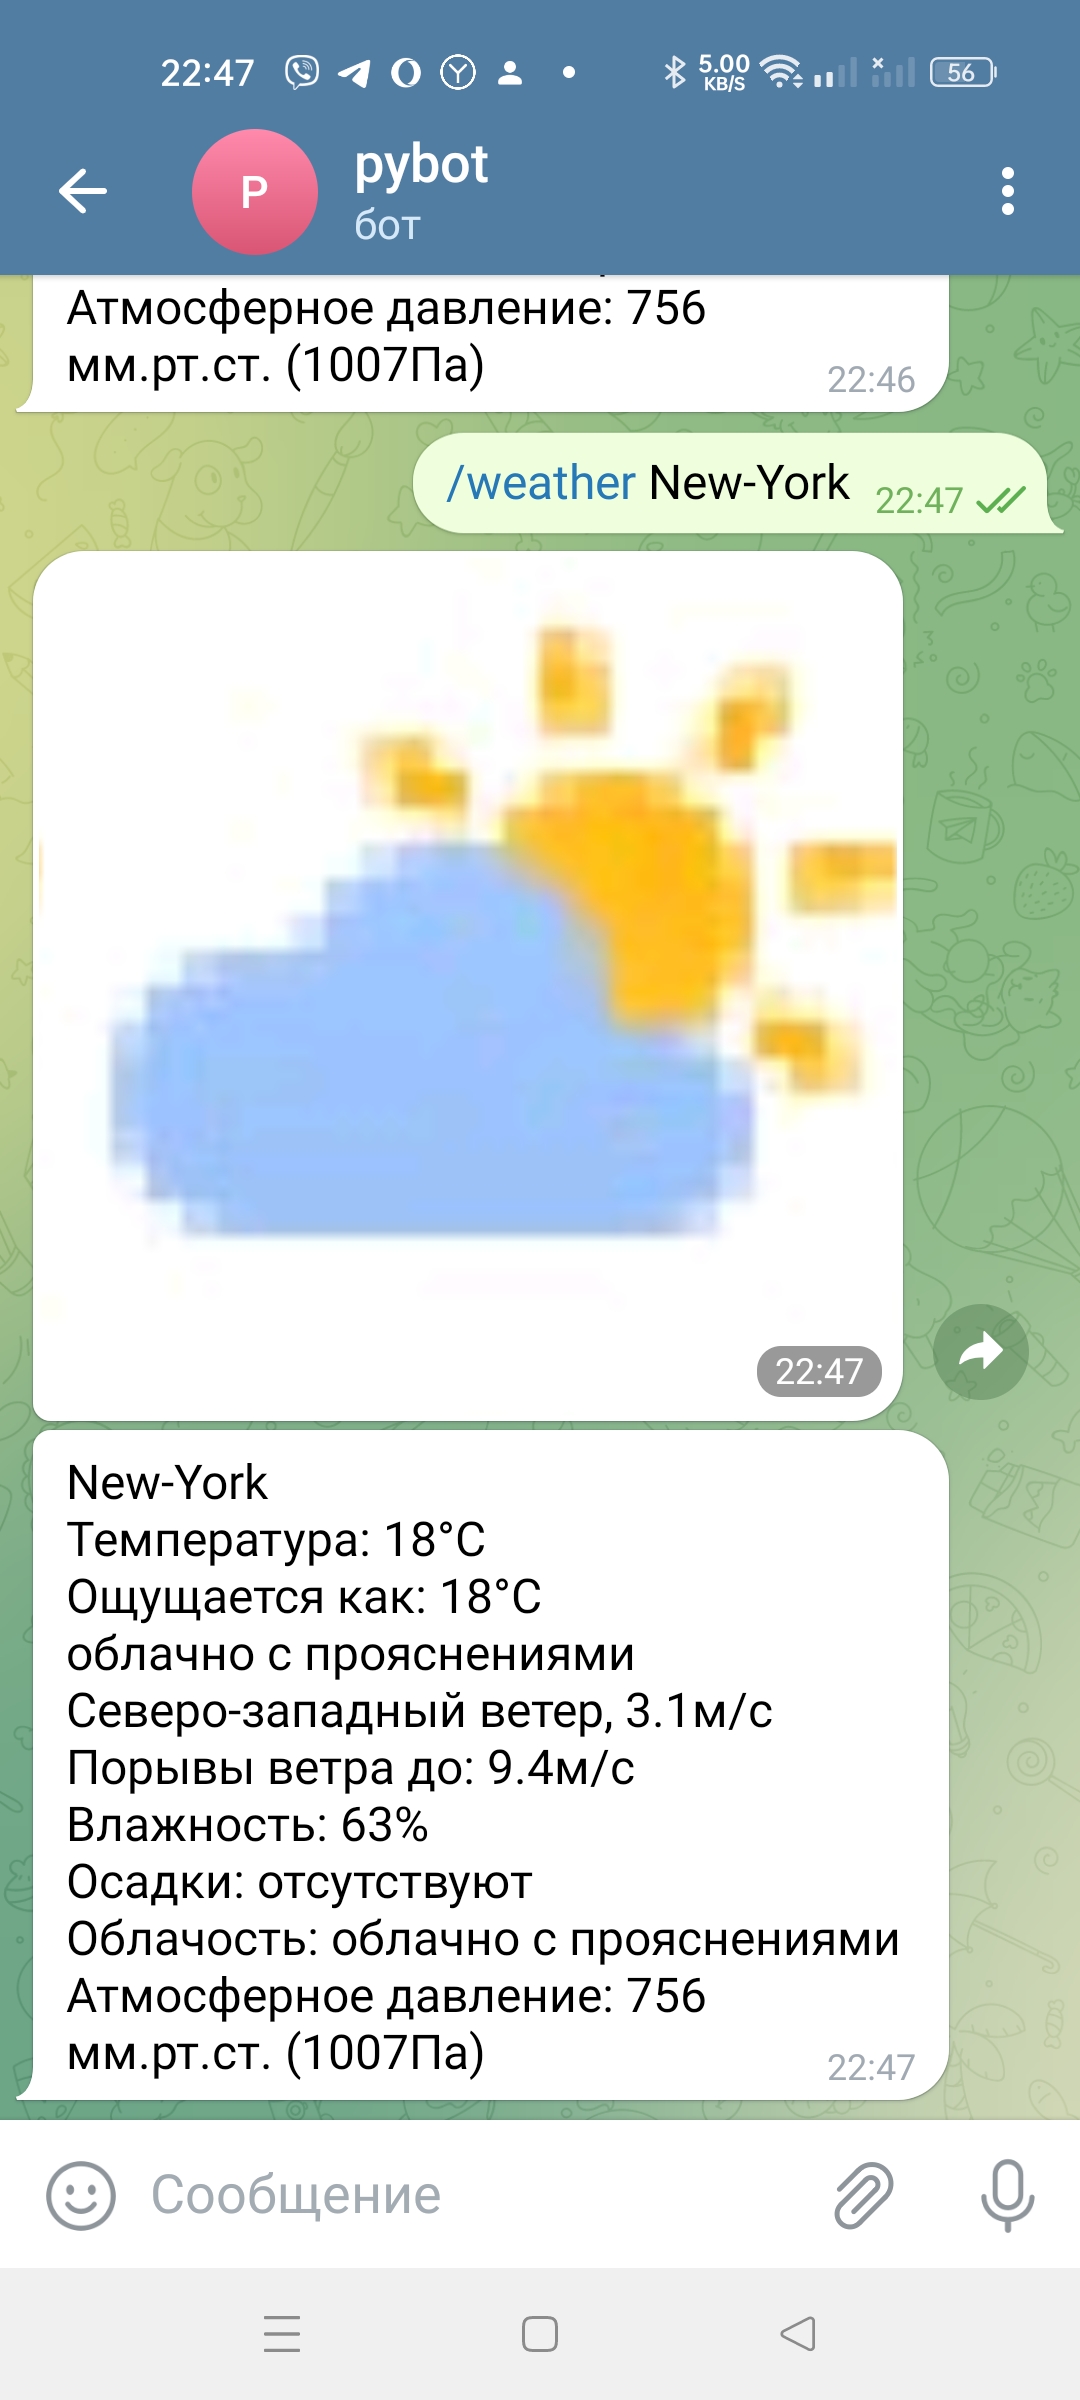 22:47
5.00
KB/S
56
P
pybot
бот
Атмосферное давление: 756
мм.рт.ст. (1007Па)
22:46
/weather New-York
22:47
22:47
New-York
Температура: 18°C
Ощущается как: 18°C
облачно с прояснениями
Северо-западный ветер, 3.1м/с
Порывы ветра до: 9.4м/с
Влажность: 63%
Осадки: отсутствуют
Облачость: облачно с прояснениями
Атмосферное давление: 756
мм.рт.ст. (1007Па)
22:47
Сообщение